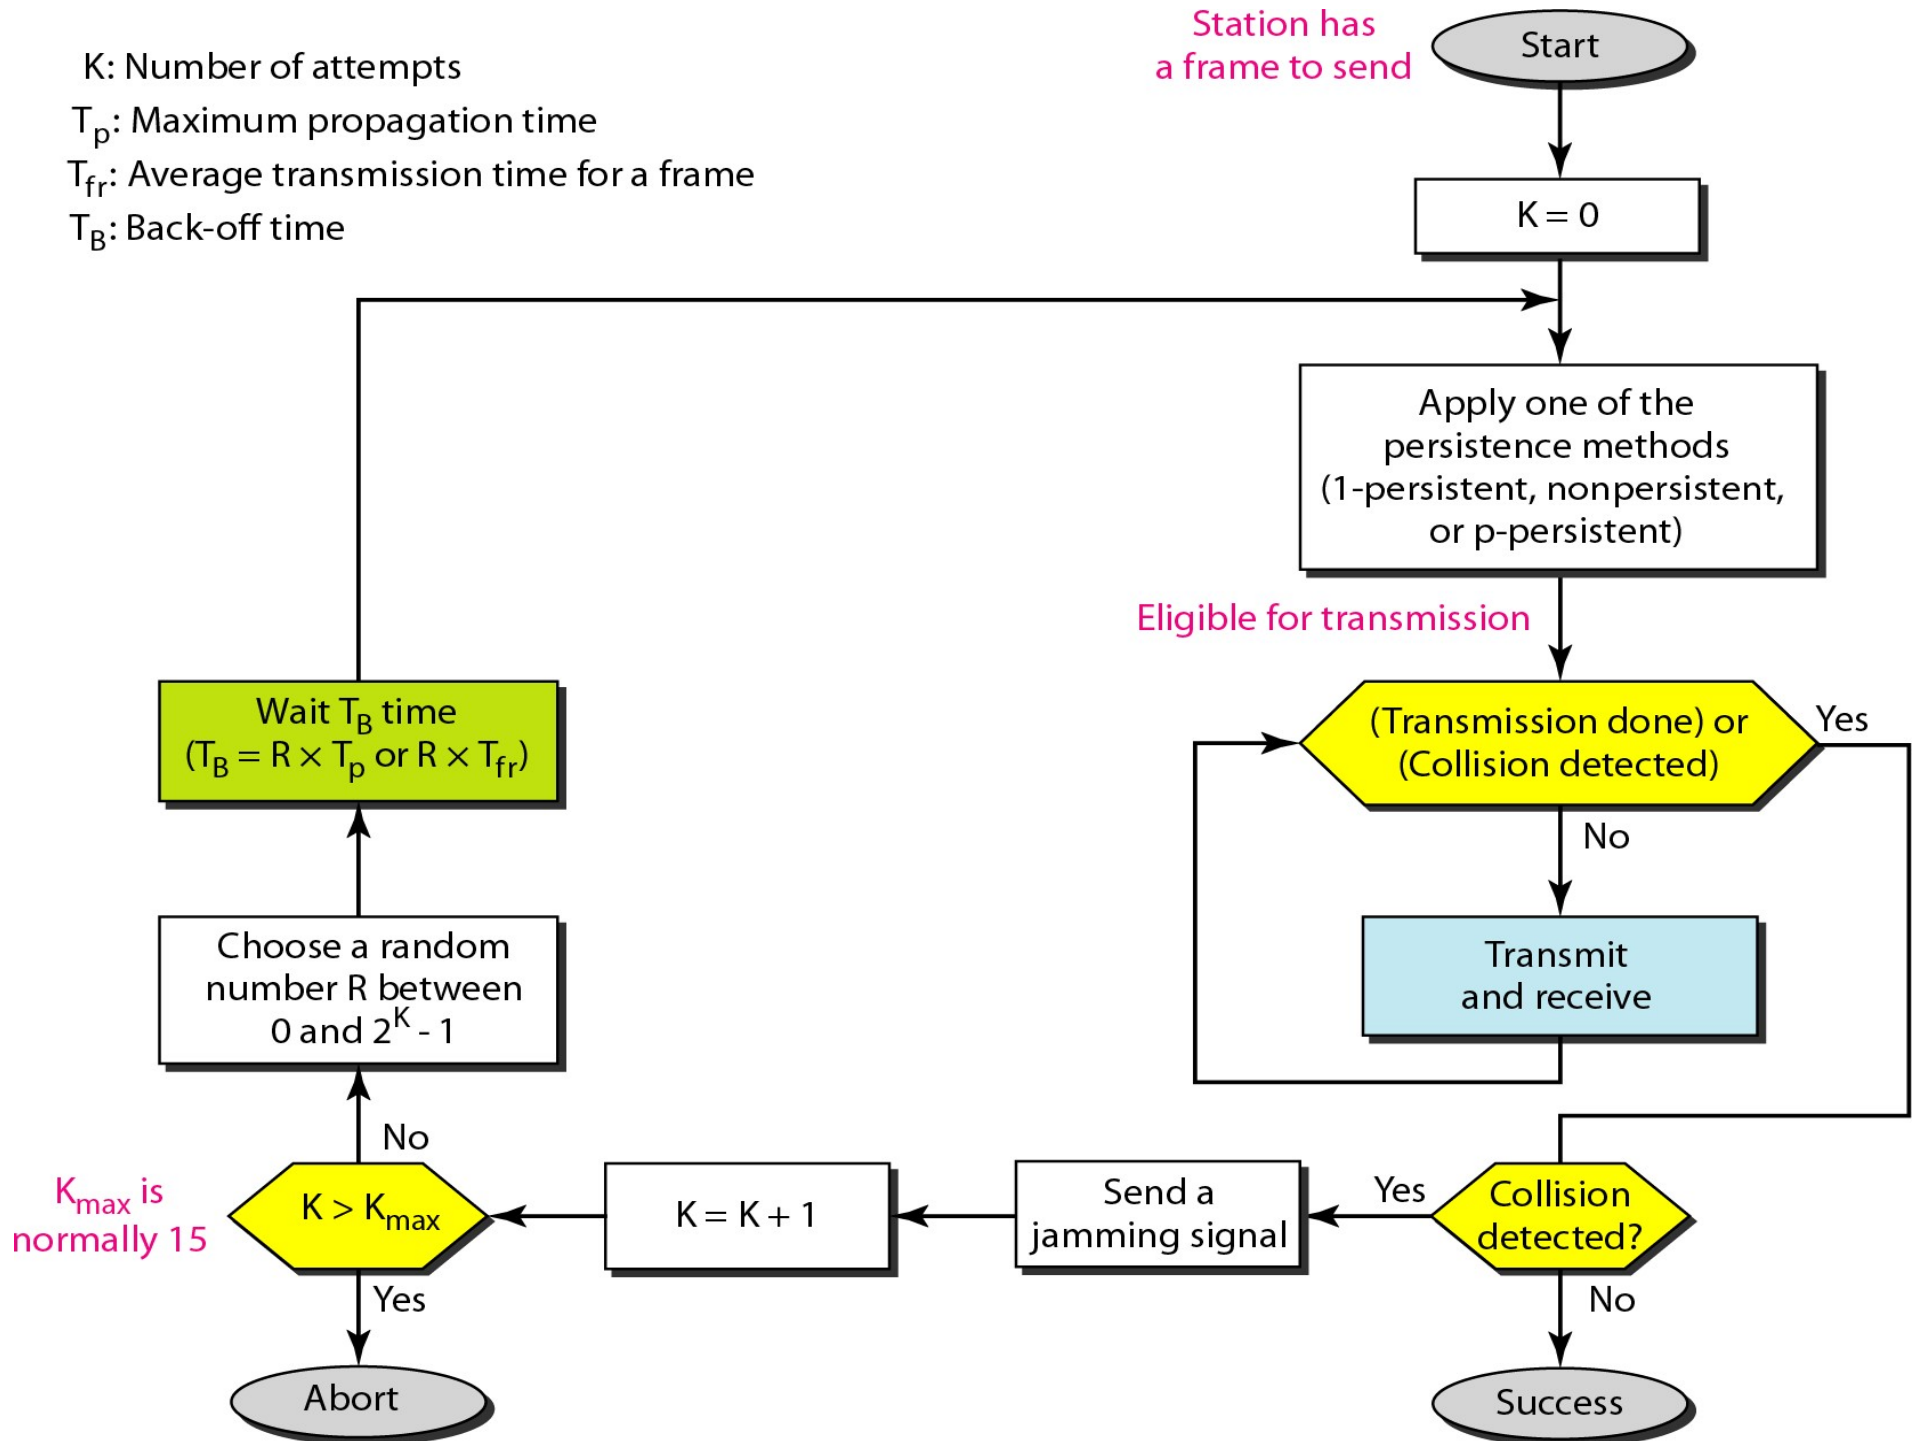 K: Number of attempts
Tp: Maximum propagation time
Tfr: Average transmission time for a frame
TB: Back-off time
Station has
a frame to send
Start
K = 0
Apply one of the
persistence methods
(1-persistent, nonpersistent,
or p-persistent)
Eligible for transmission
(Transmission done) or
(Collision detected)
Yes
No
Transmit
and receive
Collision
detected?
No
Success
Yes
Send a
jamming signal
K = K + 1
K > Kmax
Kmax is
normally 15
Yes
Abort
No
Choose a random
number R between
0 and 2^K - 1
Wait TB time
(TB = R × Tp or R × Tfr)